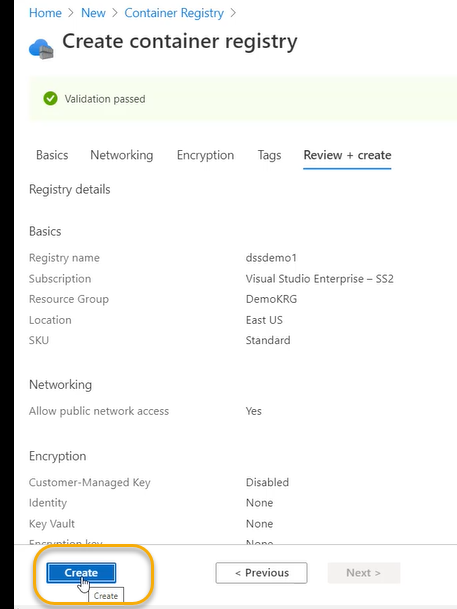 Home > New > Container Registry >
Create container registry
Validation passed
Basics Networking Encryption Tags Review + create
Registry details
Basics
Registry name dssdemo1
Subscription Visual Studio Enterprise – SS2
Resource Group DemoKRG
Location East US
SKU Standard
Networking
Allow public network access Yes
Encryption
Customer-Managed Key Disabled
Identity None
Key Vault None
Encryption key None
Create < Previous Next >
Create